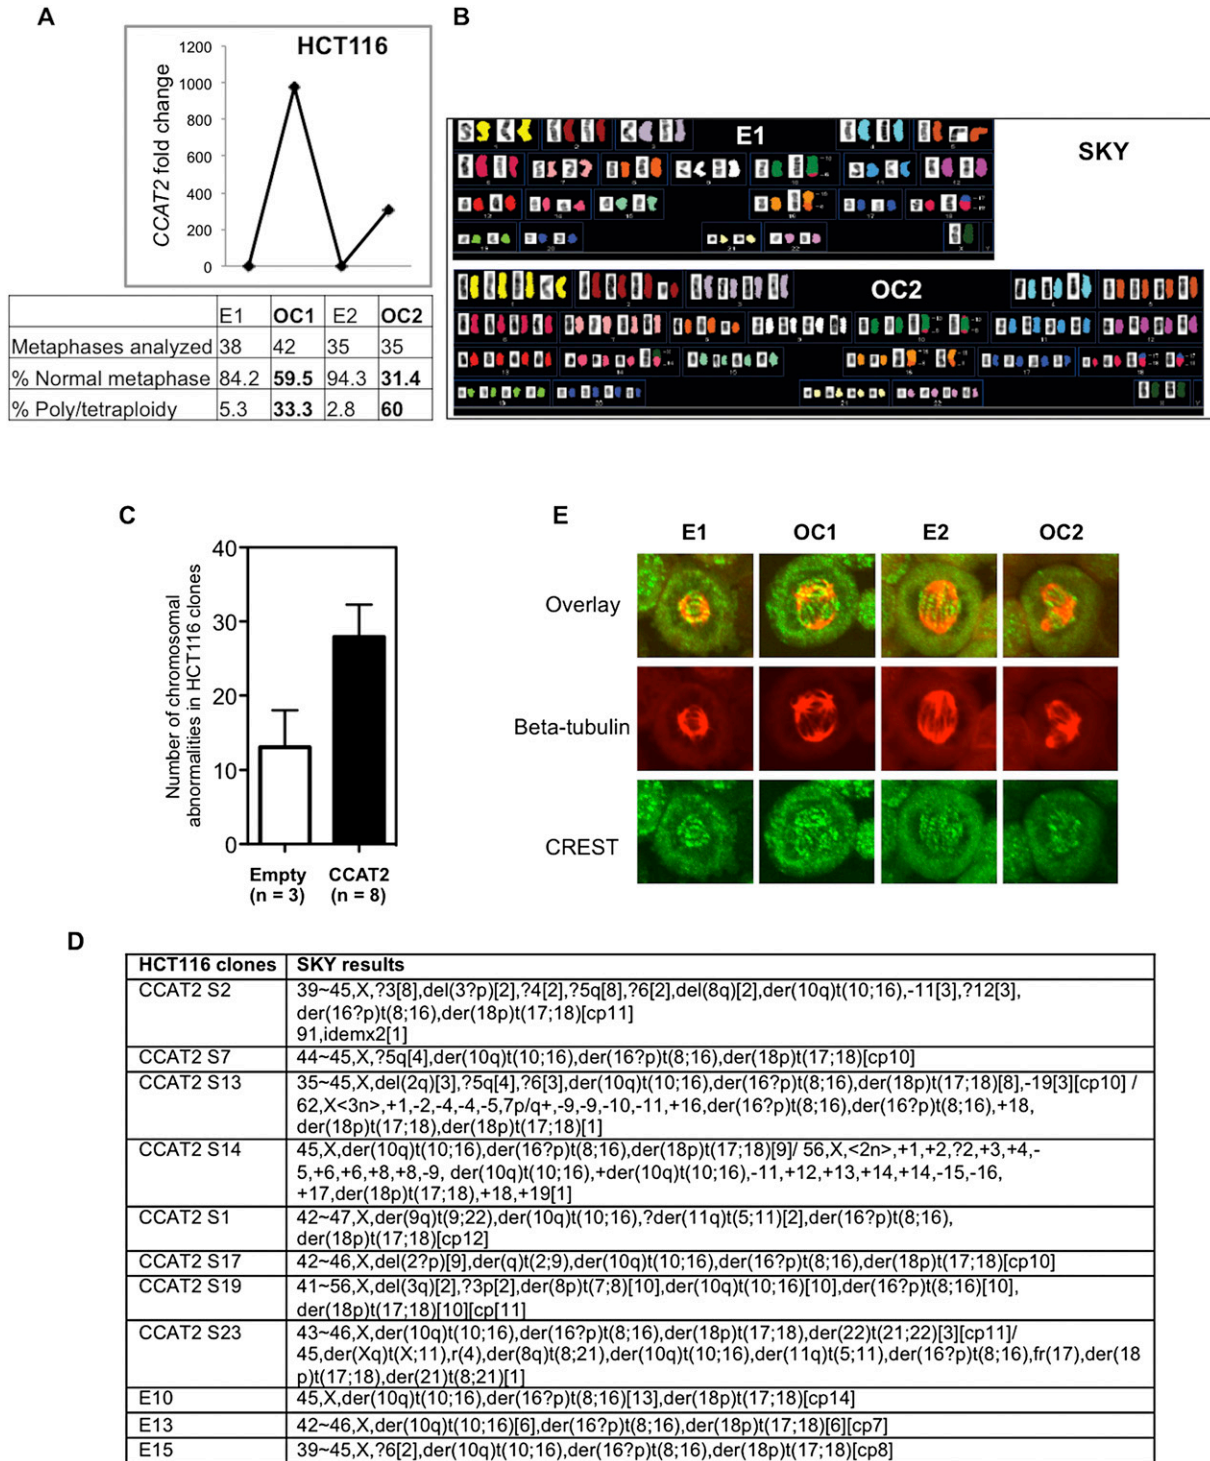 A
B
HCT116
1200
1000
800
600
400
200
0
CCAT2 fold change
E1 OC1 E2 OC2
Metaphases analyzed 38 42 35 35
% Normal metaphase 84.2 59.5 94.3 31.4
% Poly/tetraploidy 5.3 33.3 2.8 60
E1
SKY
OC2
C
E
40
30
20
10
0
Number of chromosomal
abnormalities in HCT116 clones
Empty CCAT2
(n = 3) (n = 8)
E1 OC1 E2 OC2
Overlay
Beta-tubulin
CREST
D
HCT116 clones SKY results
CCAT2 S2 39~45,X,?3[8],del(3?p)[2],?4[2],?5q[8],?6[2],del(8q)[2],der(10q)t(10;16),-11[3],?12[3],
der(16?p)t(8;16),der(18p)t(17;18)[cp11]
91,idemx2[1]
CCAT2 S7 44~45,X,?5q[4],der(10q)t(10;16),der(16?p)t(8;16),der(18p)t(17;18)[cp10]
CCAT2 S13 35~45,X,del(2q)[3],?5q[4],?6[3],der(10q)t(10;16),der(16?p)t(8;16),der(18p)t(17;18)[8],-19[3][cp10] /
62,X<3n>,+1,-2,-4,-4,-5,7p/q+,-9,-9,-10,-11,+16,der(16?p)t(8;16),der(16?p)t(8;16),+18,
der(18p)t(17;18),der(18p)t(17;18)[1]
CCAT2 S14 45,X,der(10q)t(10;16),der(16?p)t(8;16),der(18p)t(17;18)[9]/ 56,X,<2n>,+1,+2,?2,+3,+4,-
5,+6,+6,+8,+8,-9, der(10q)t(10;16),+der(10q)t(10;16),-11,+12,+13,+14,+14,-15,-16,
+17,der(18p)t(17;18),+18,+19[1]
CCAT2 S1 42~47,X,der(9q)t(9;22),der(10q)t(10;16),?der(11q)t(5;11)[2],der(16?p)t(8;16),
der(18p)t(17;18)[cp12]
CCAT2 S17 42~46,X,del(2?p)[9],der(q)t(2;9),der(10q)t(10;16),der(16?p)t(8;16),der(18p)t(17;18)[cp10]
CCAT2 S19 41~56,X,del(3q)[2],?3p[2],der(8p)t(7;8)[10],der(10q)t(10;16)[10],der(16?p)t(8;16)[10],
der(18p)t(17;18)[10][cp[11]
CCAT2 S23 43~46,X,der(10q)t(10;16),der(16?p)t(8;16),der(18p)t(17;18),der(22)t(21;22)[3][cp11]/
45,der(Xq)t(X;11),r(4),der(8q)t(8;21),der(10q)t(10;16),der(11q)t(5;11),der(16?p)t(8;16),fr(17),der(18
p)t(17;18),der(21)t(8;21)[1]
E10 45,X,der(10q)t(10;16),der(16?p)t(8;16)[13],der(18p)t(17;18)[cp14]
E13 42~46,X,der(10q)t(10;16)[6],der(16?p)t(8;16),der(18p)t(17;18)[6][cp7]
E15 39~45,X,?6[2],der(10q)t(10;16),der(16?p)t(8;16),der(18p)t(17;18)[cp8]